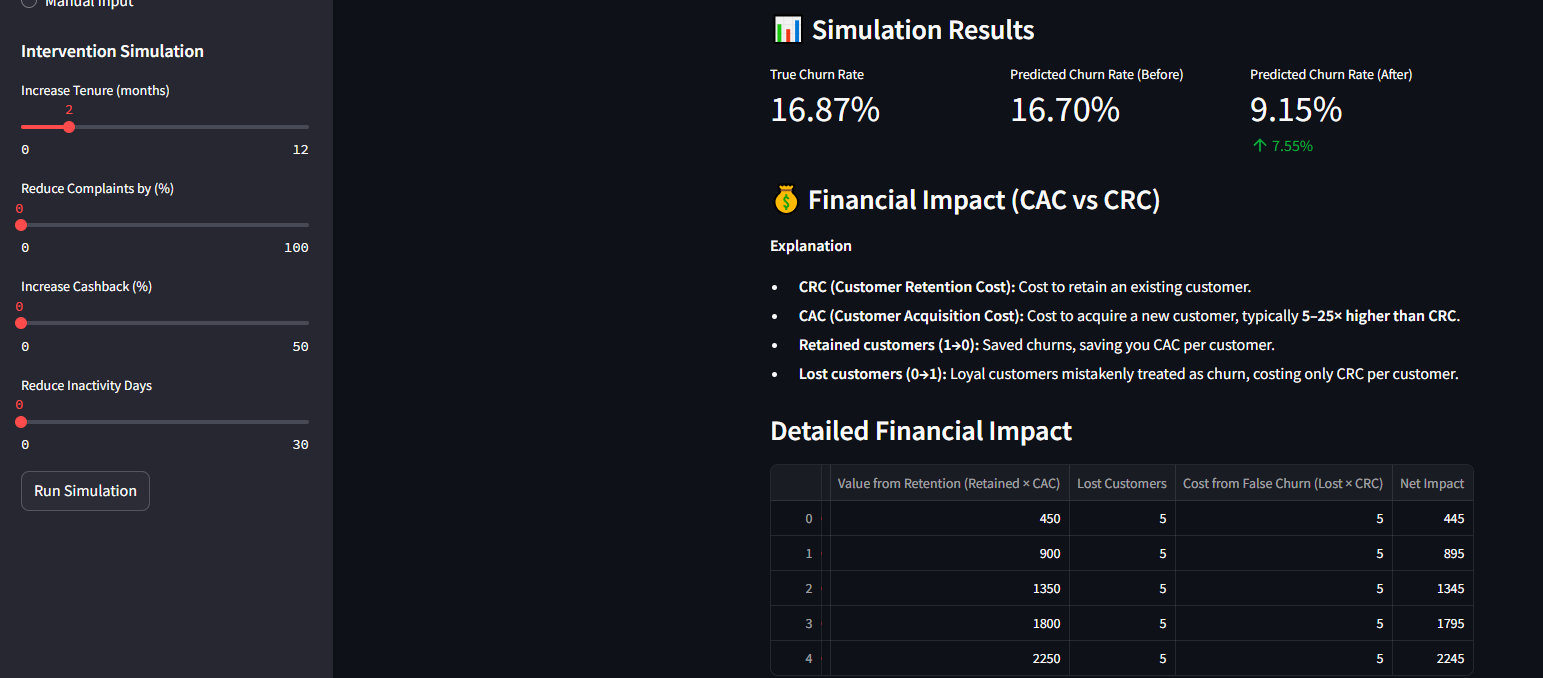 Manual Input
Intervention Simulation
Increase Tenure (months)
2
0 12
Reduce Complaints by (%)
0
0 100
Increase Cashback (%)
0
0 50
Reduce Inactivity Days
0
0 30
Run Simulation
Simulation Results
True Churn Rate Predicted Churn Rate (Before) Predicted Churn Rate (After)
16.87% 16.70% 9.15%
↑ 7.55%
Financial Impact (CAC vs CRC)
Explanation
• CRC (Customer Retention Cost): Cost to retain an existing customer.
• CAC (Customer Acquisition Cost): Cost to acquire a new customer, typically 5–25× higher than CRC.
• Retained customers (1→0): Saved churns, saving you CAC per customer.
• Lost customers (0→1): Loyal customers mistakenly treated as churn, costing only CRC per customer.
Detailed Financial Impact
Value from Retention (Retained × CAC) Lost Customers Cost from False Churn (Lost × CRC) Net Impact
0 450 5 5 445
1 900 5 5 895
2 1350 5 5 1345
3 1800 5 5 1795
4 2250 5 5 2245